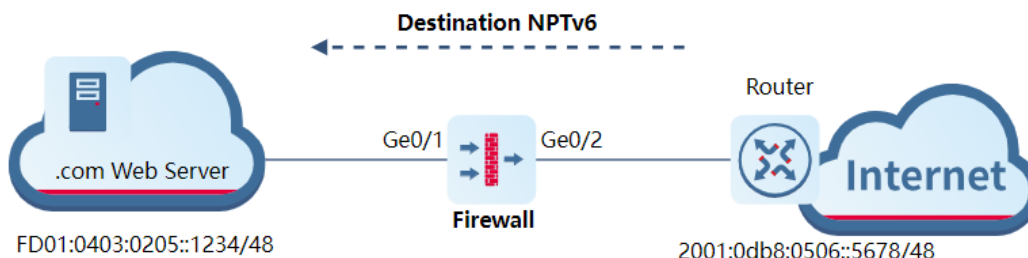 Destination NPTv6
Router
Ge0/1
Ge0/2
.com Web Server
Internet
Firewall
FD01:0403:0205::1234/48
2001:0db8:0506::5678/48